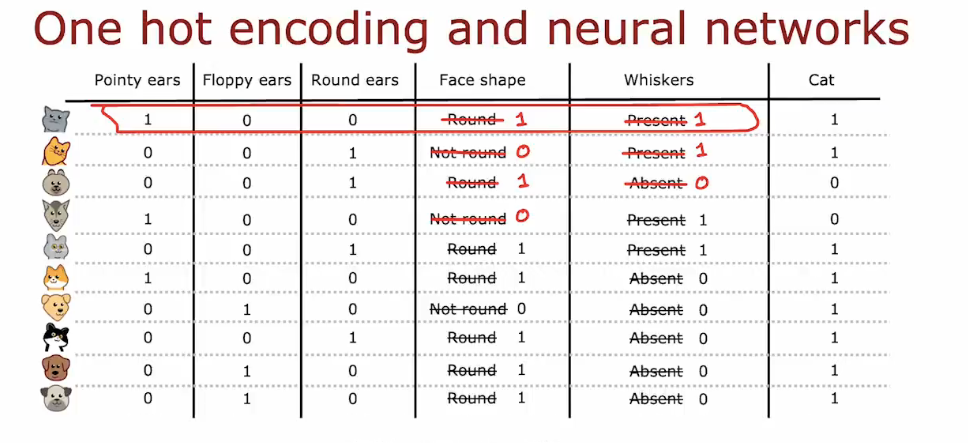 One hot encoding and neural networks
Pointy ears Floppy ears Round ears Face shape Whiskers Cat
1 0 0 Round 1 Present 1 1
0 0 1 Not round 0 Present 1 1
0 0 1 Round 1 Absent 0 0
1 0 0 Not round 0 Present 1 0
0 0 1 Round 1 Present 1 1
1 0 0 Round 1 Absent 0 1
0 1 0 Not round 0 Absent 0 1
0 0 1 Round 1 Absent 0 1
0 1 0 Round 1 Absent 0 1
0 1 0 Round 1 Absent 0 1